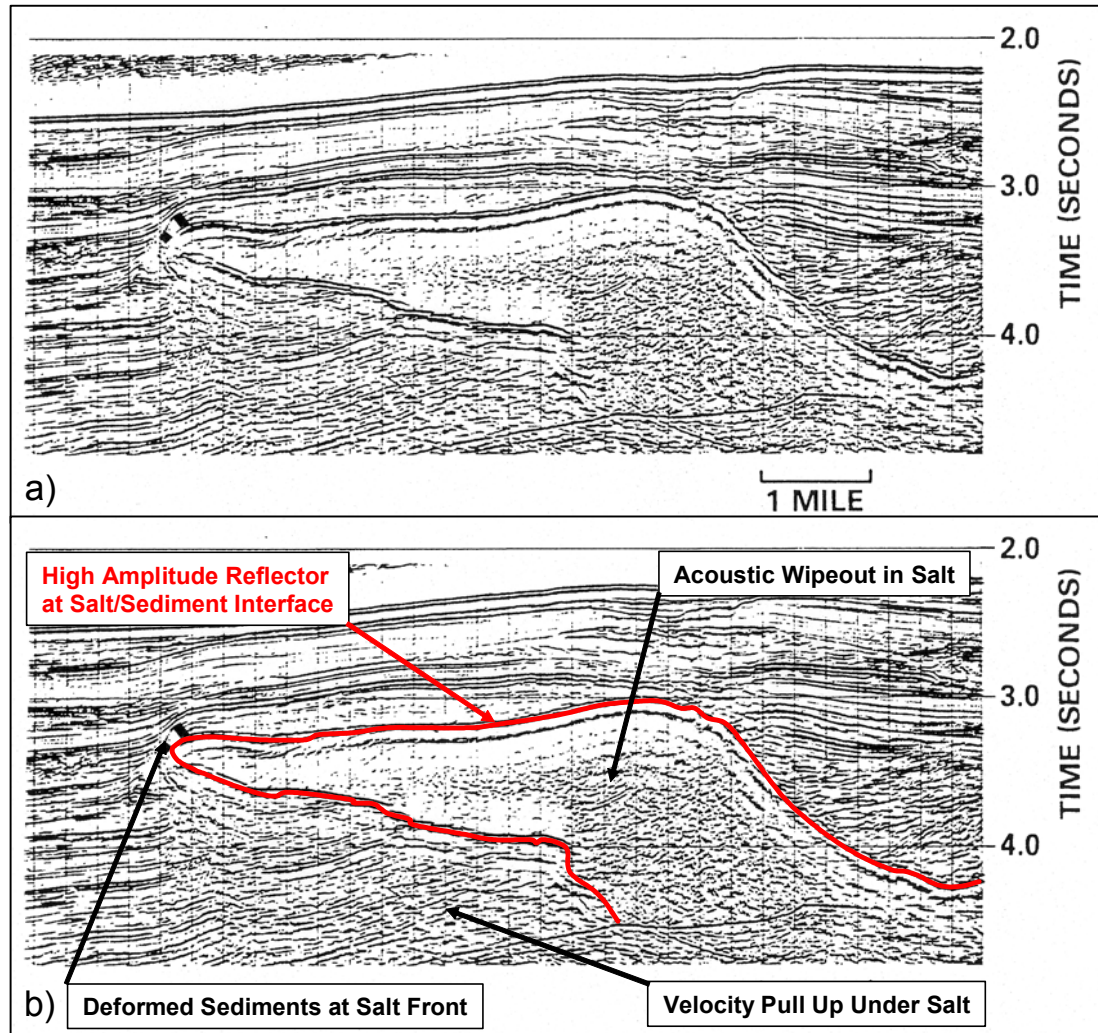 2.0
3.0
4.0
TIME (SECONDS)
a)
1 MILE
2.0
High Amplitude Reflector
at Salt/Sediment Interface
Acoustic Wipeout in Salt
3.0
4.0
TIME (SECONDS)
b)
Deformed Sediments at Salt Front
Velocity Pull Up Under Salt